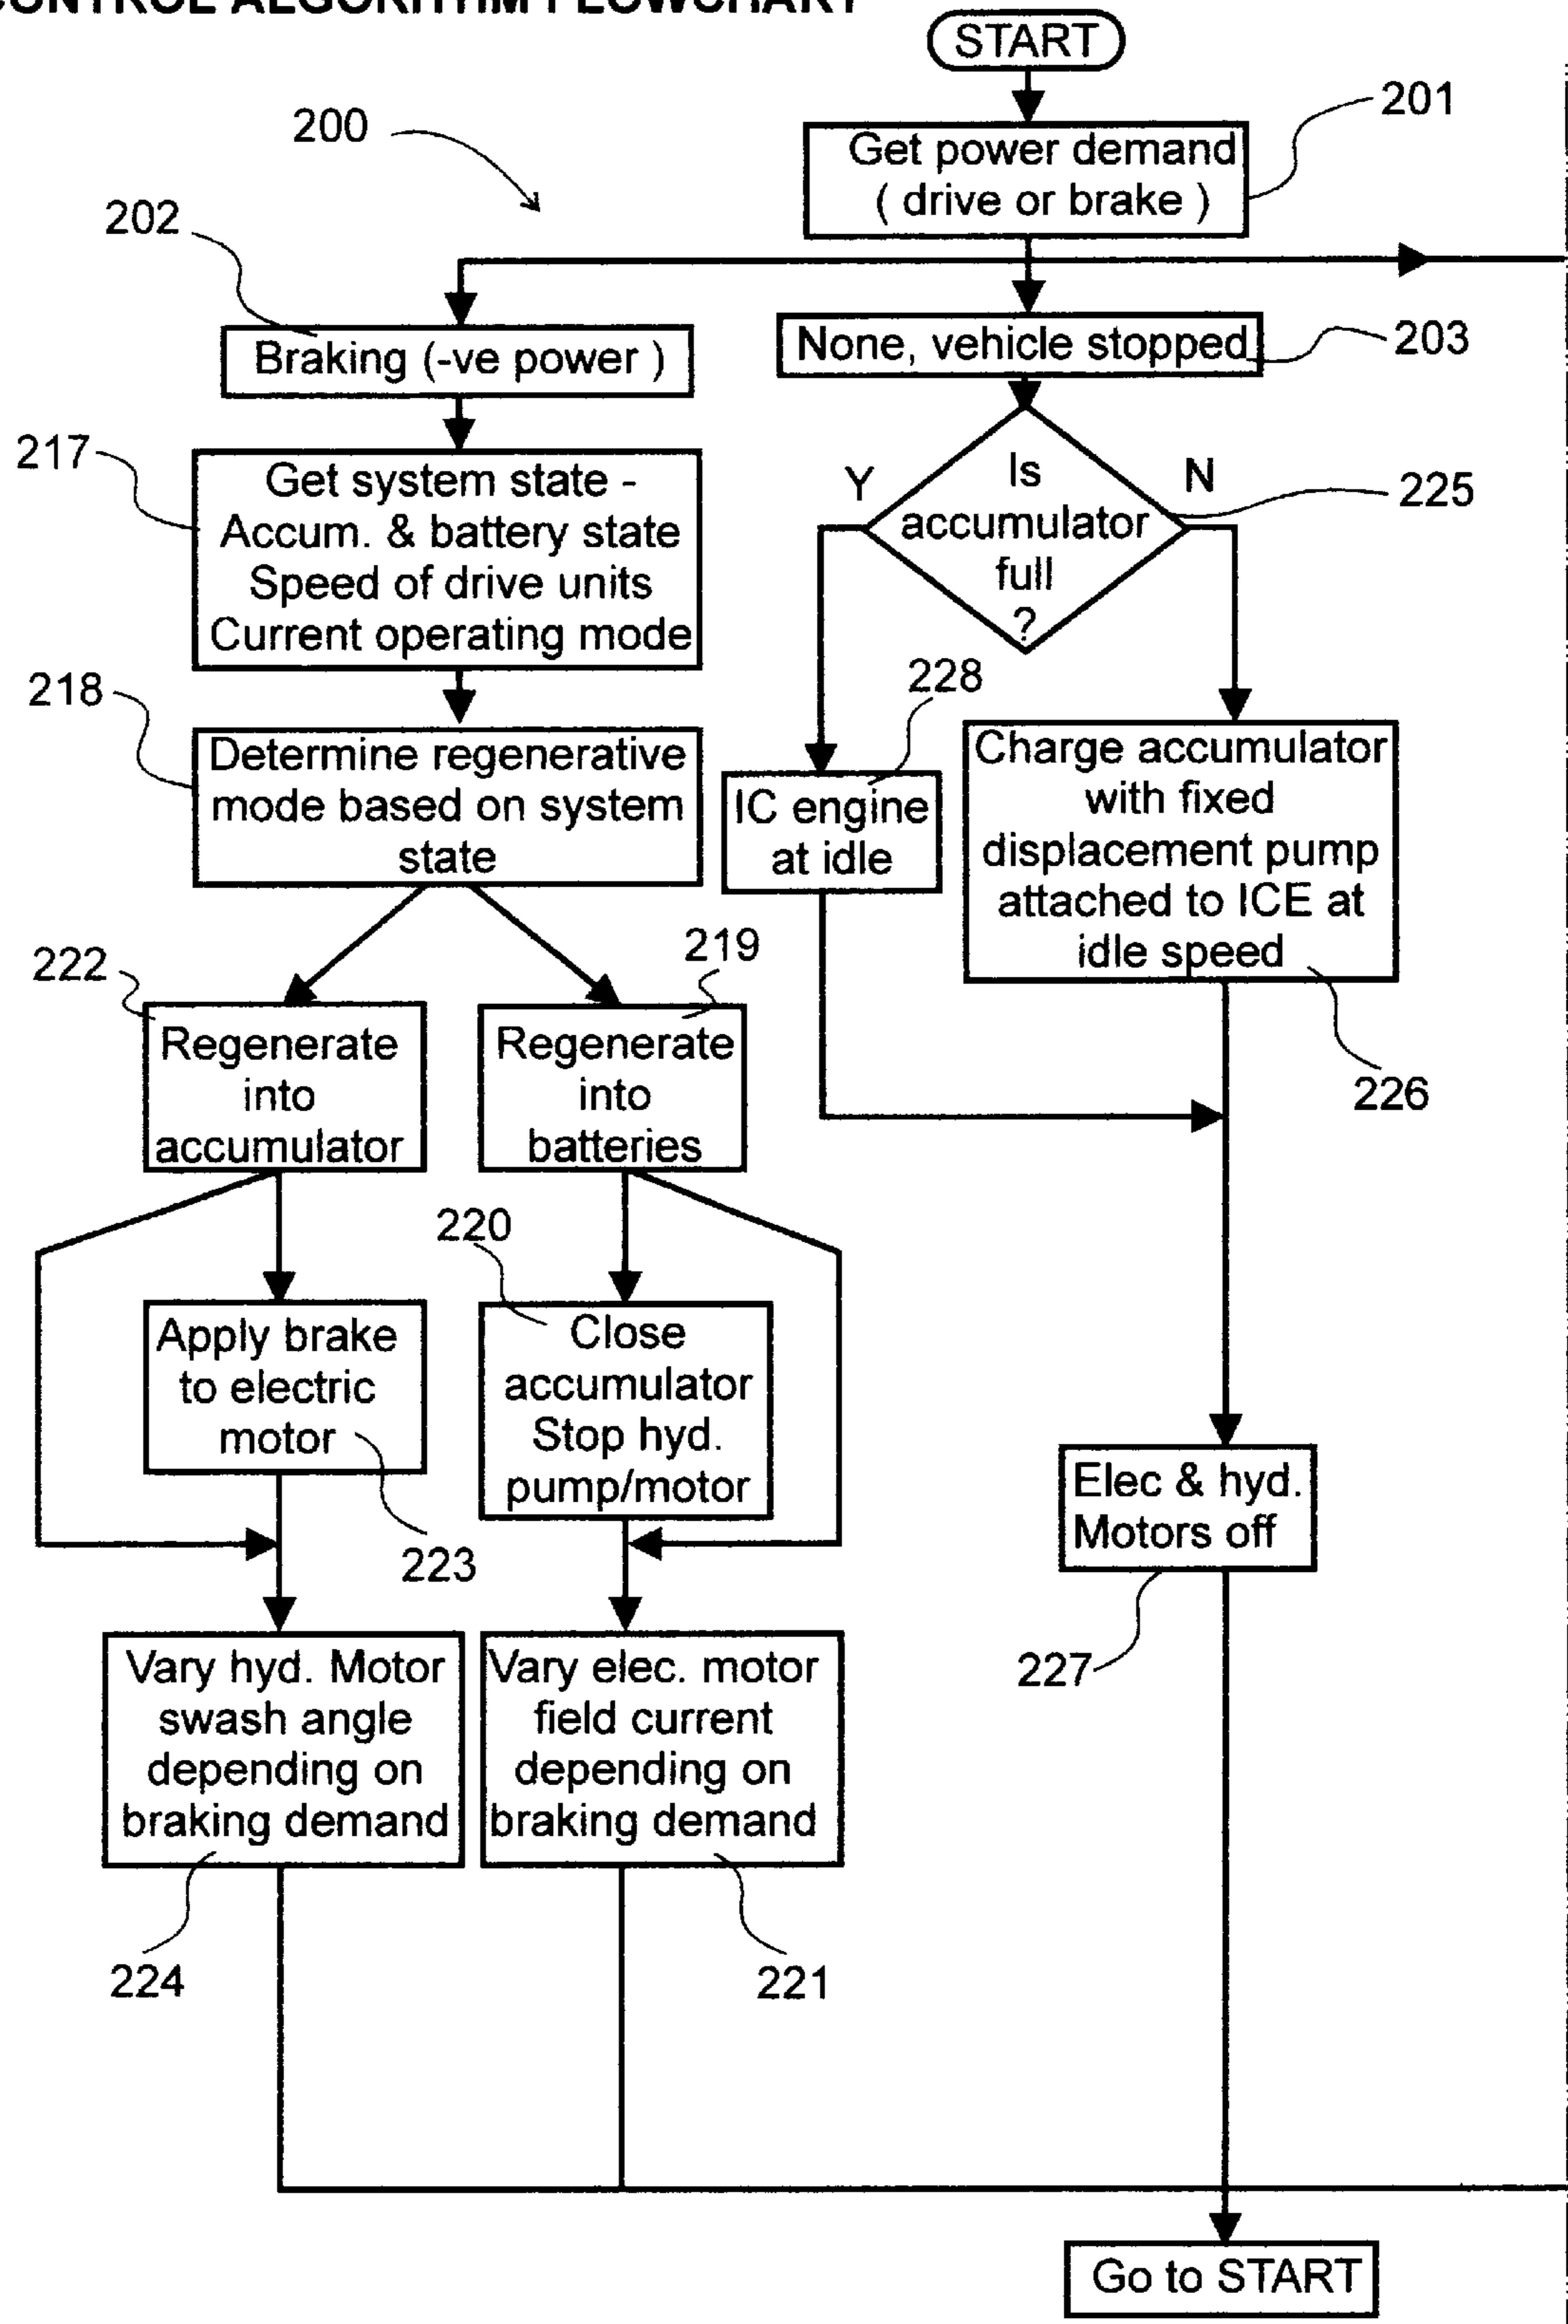 CONTROL ALGORITHM FLOWCHART
START
201
200
Get power demand
( drive or brake )
202
Braking (-ve power )
None, vehicle stopped
203
217
Get system state -
Accum. & battery state
Speed of drive units
Current operating mode
Y
Is
accumulator
full
?
N
225
218
Determine regenerative
mode based on system
state
228
IC engine
at idle
Charge accumulator
with fixed
displacement pump
attached to ICE at
idle speed
226
222
Regenerate
into
accumulator
219
Regenerate
into
batteries
220
Apply brake
to electric
motor
223
Close
accumulator
Stop hyd.
pump/motor
Elec & hyd.
Motors off
227
Vary hyd. Motor
swash angle
depending on
braking demand
224
Vary elec. motor
field current
depending on
braking demand
221
Go to START